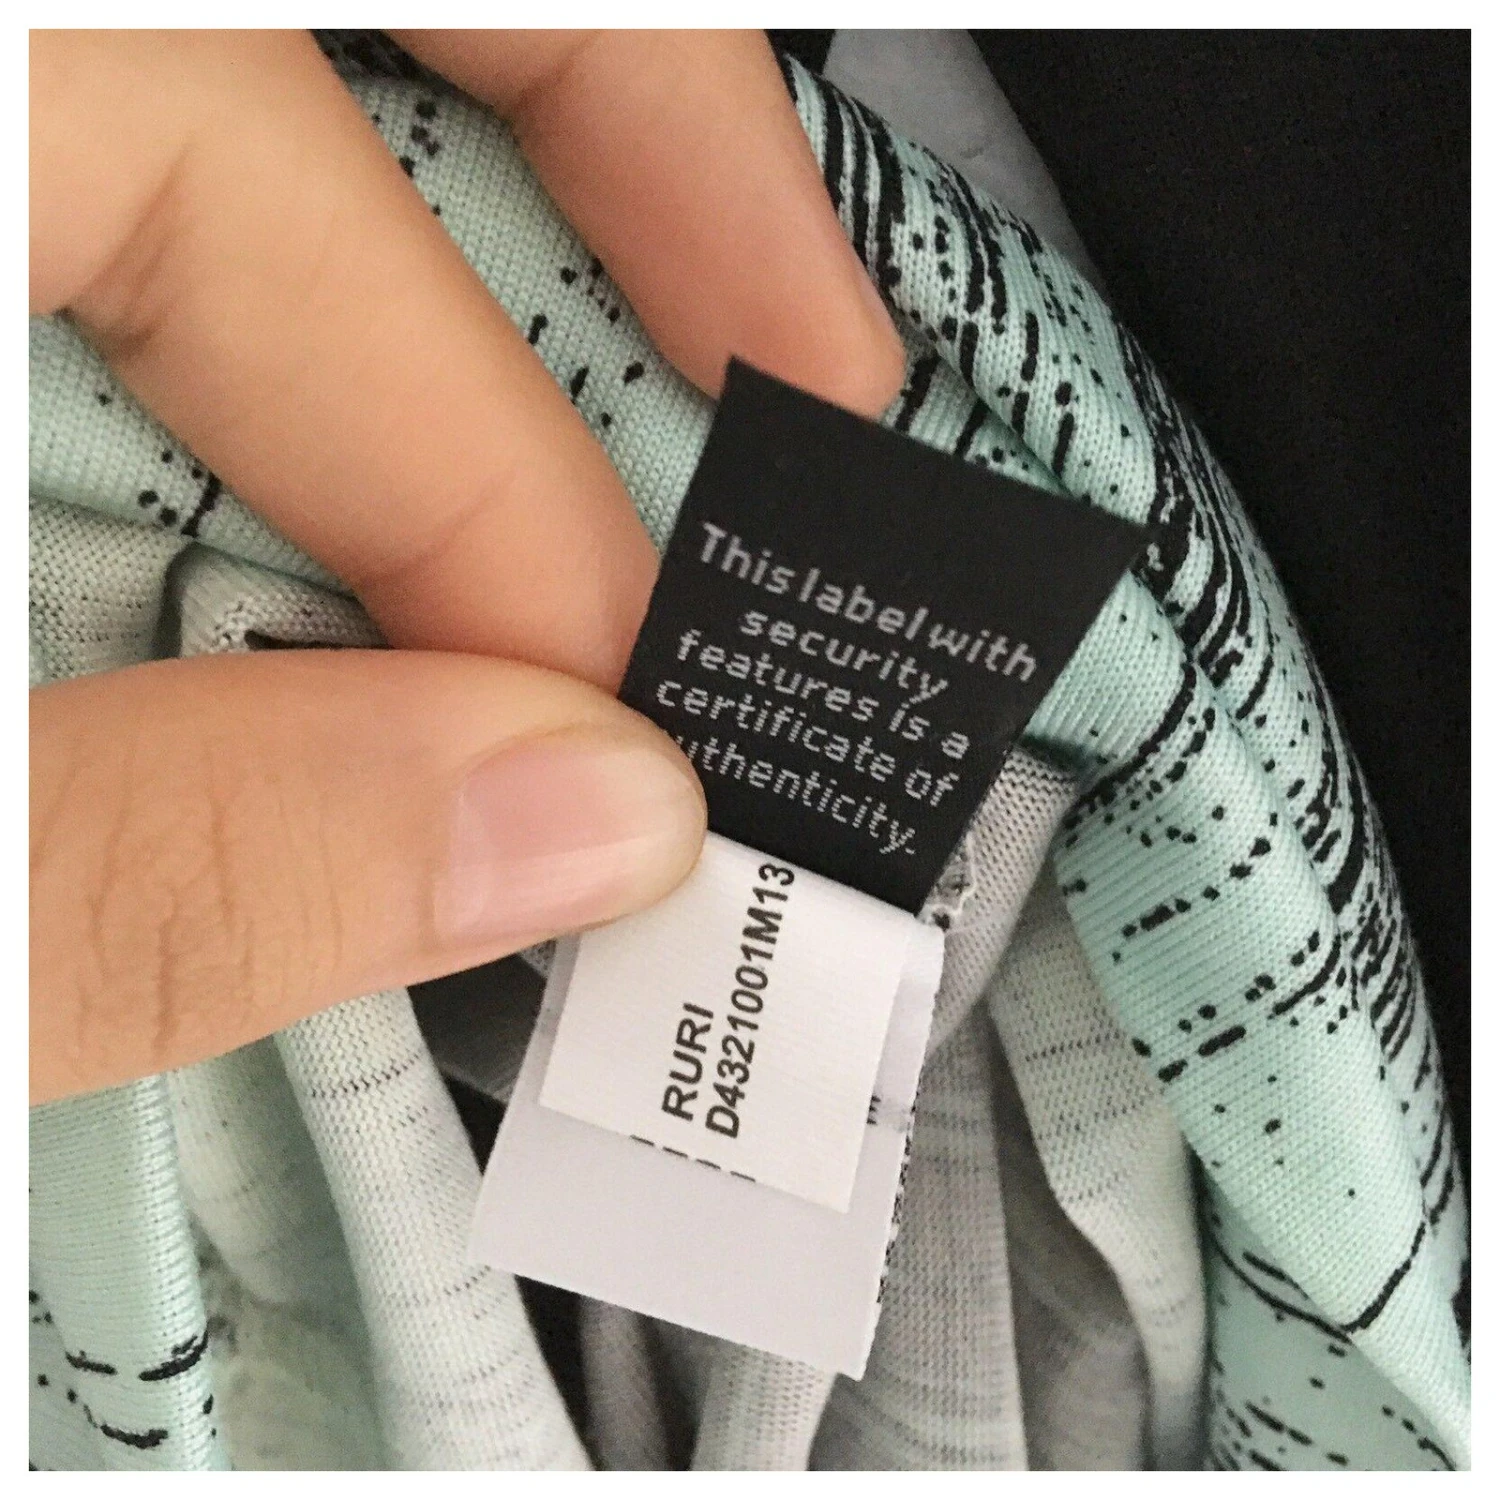 This label with
security
features is a
certificate of
uthenticity.
RURI
D4321001M13